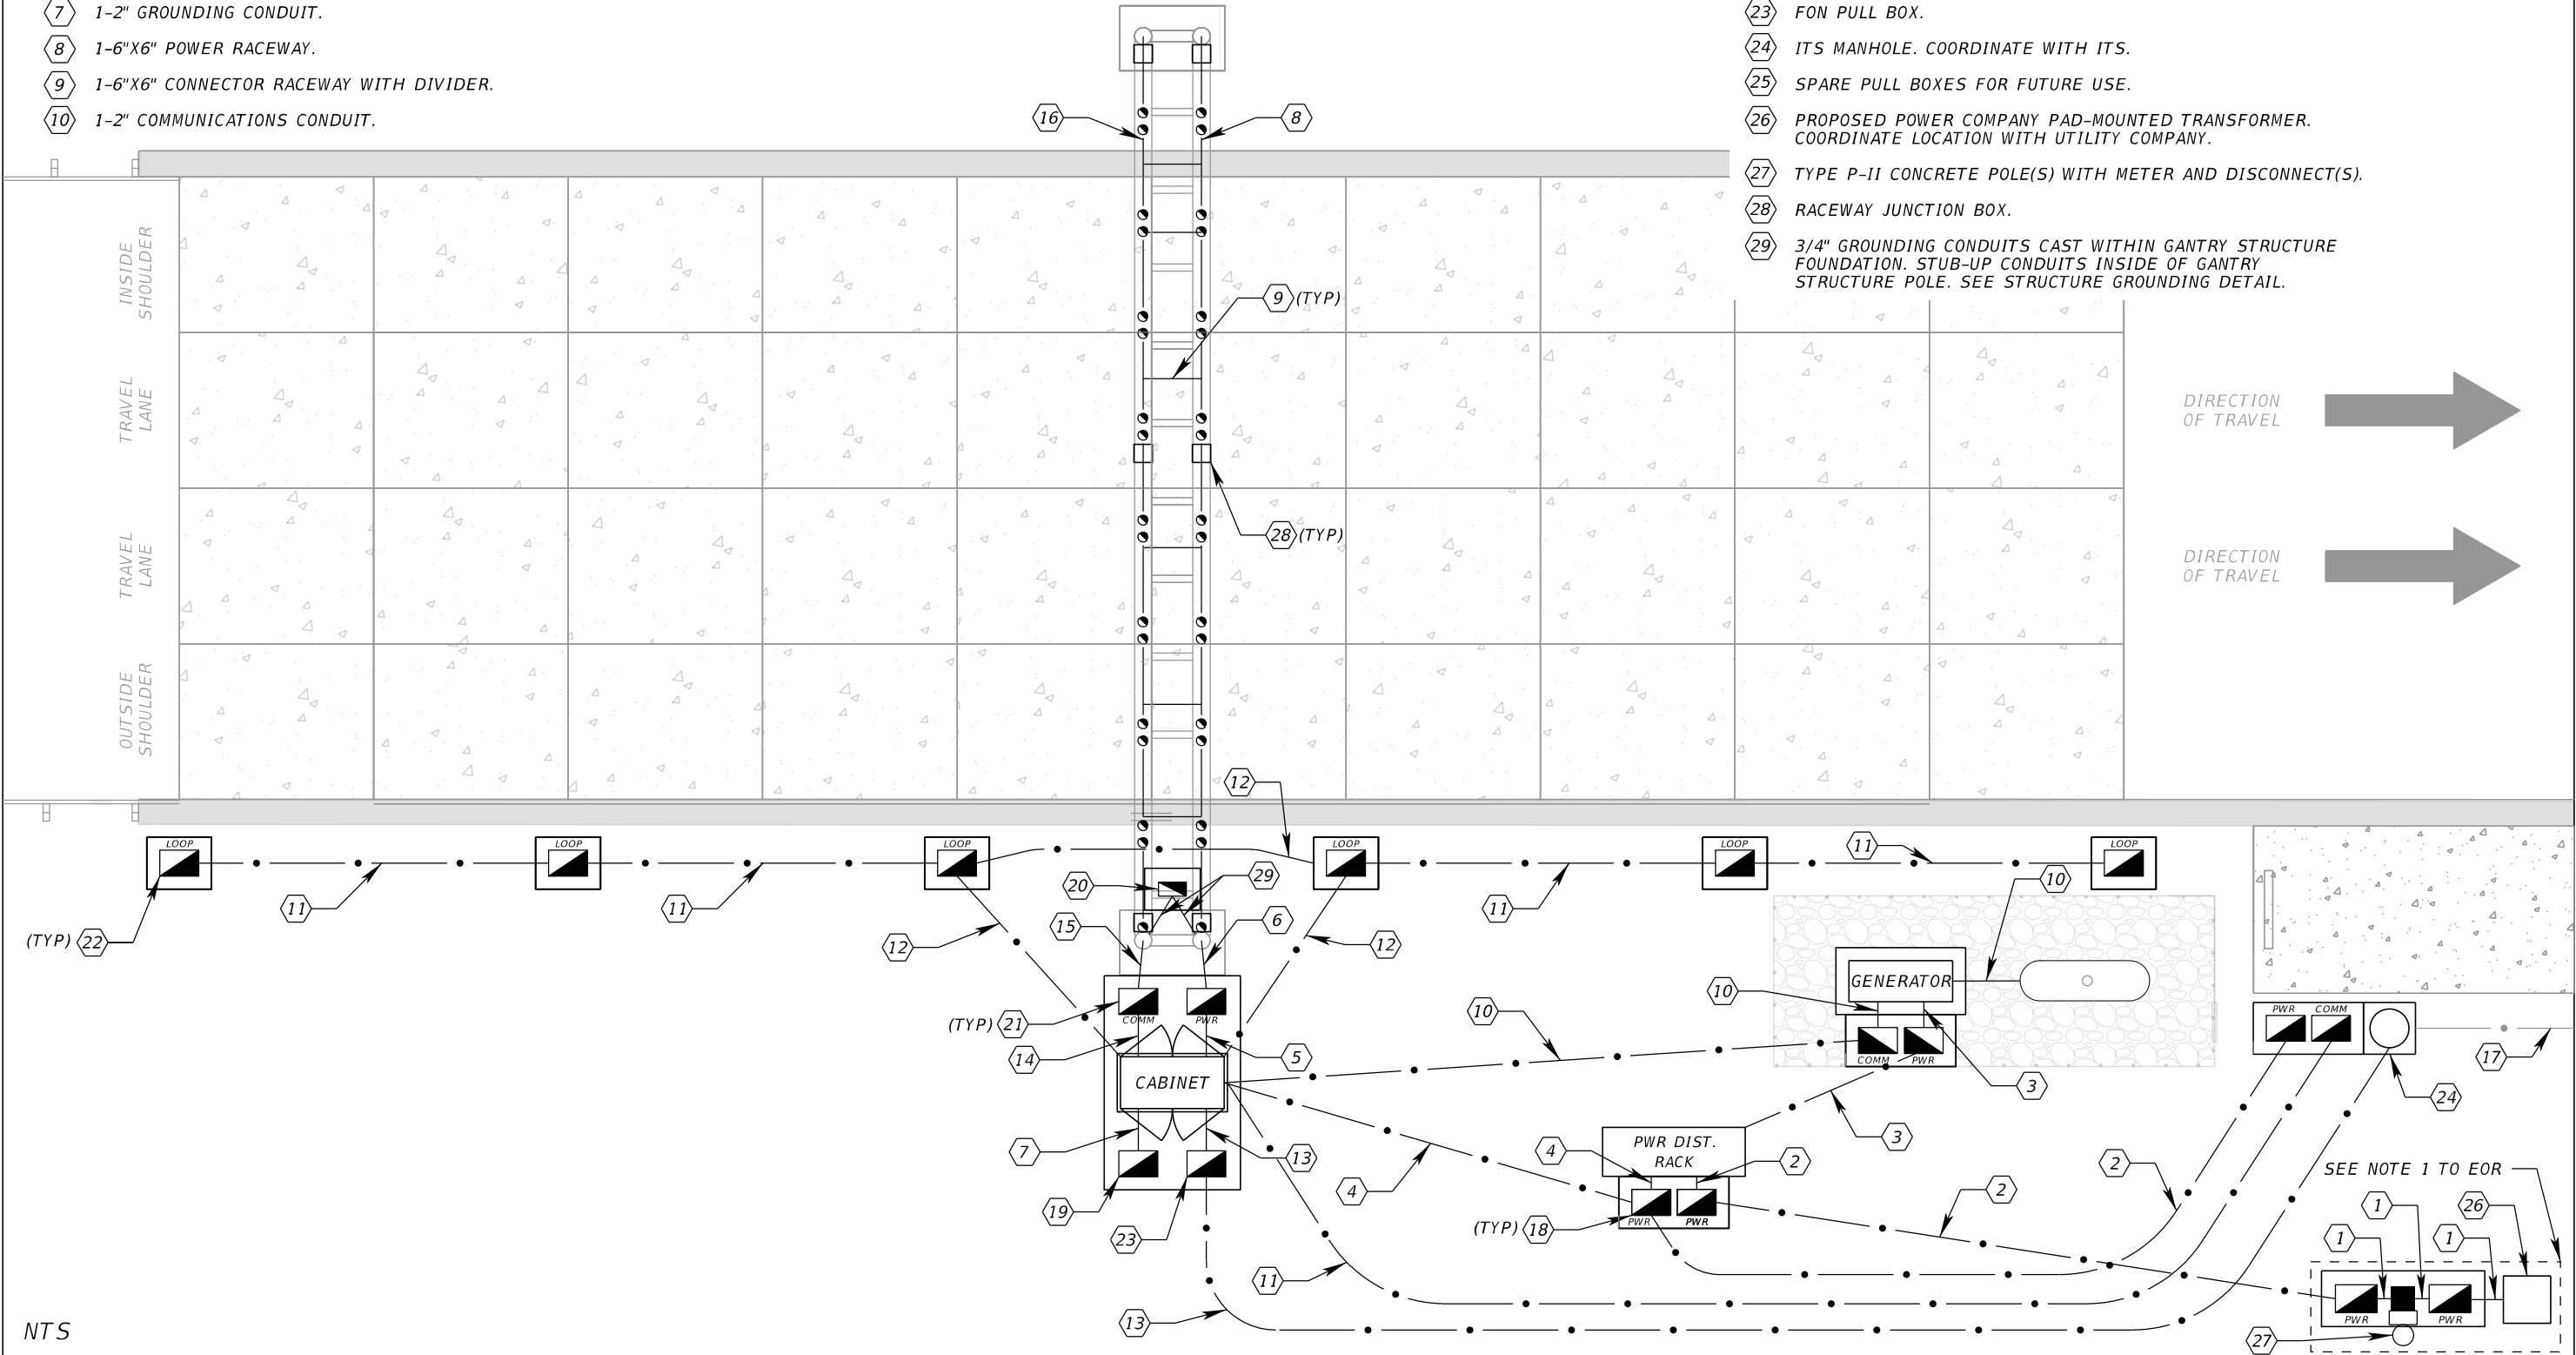 7 1-2" GROUNDING CONDUIT.
8 1-6"X6" POWER RACEWAY.
9 1-6"X6" CONNECTOR RACEWAY WITH DIVIDER.
10 1-2" COMMUNICATIONS CONDUIT.
23 FON PULL BOX.
24 ITS MANHOLE. COORDINATE WITH ITS.
25 SPARE PULL BOXES FOR FUTURE USE.
26 PROPOSED POWER COMPANY PAD-MOUNTED TRANSFORMER.
COORDINATE LOCATION WITH UTILITY COMPANY.
27 TYPE P-II CONCRETE POLE(S) WITH METER AND DISCONNECT(S).
28 RACEWAY JUNCTION BOX.
29 3/4" GROUNDING CONDUITS CAST WITHIN GANTRY STRUCTURE
FOUNDATION. STUB-UP CONDUITS INSIDE OF GANTRY
STRUCTURE POLE. SEE STRUCTURE GROUNDING DETAIL.
16
8
INSIDE
SHOULDER
9 (TYP)
TRAVEL
LANE
DIRECTION
OF TRAVEL
28 (TYP)
TRAVEL
LANE
DIRECTION
OF TRAVEL
OUTSIDE
SHOULDER
12
LOOP
LOOP
LOOP
LOOP
LOOP
LOOP
11
11
11
11
10
20
29
(TYP) 22
12
15
6
12
GENERATOR
10
10
COMM
PWR
3
(TYP) 21
COMM
PWR
14
5
CABINET
7
13
19
23
PWR
COMM
17
24
3
PWR DIST.
RACK
4
2
4
2
2
(TYP) 18
PWR
PWR
SEE NOTE 1 TO EOR
1
26
1
1
11
13
PWR
PWR
27
NTS